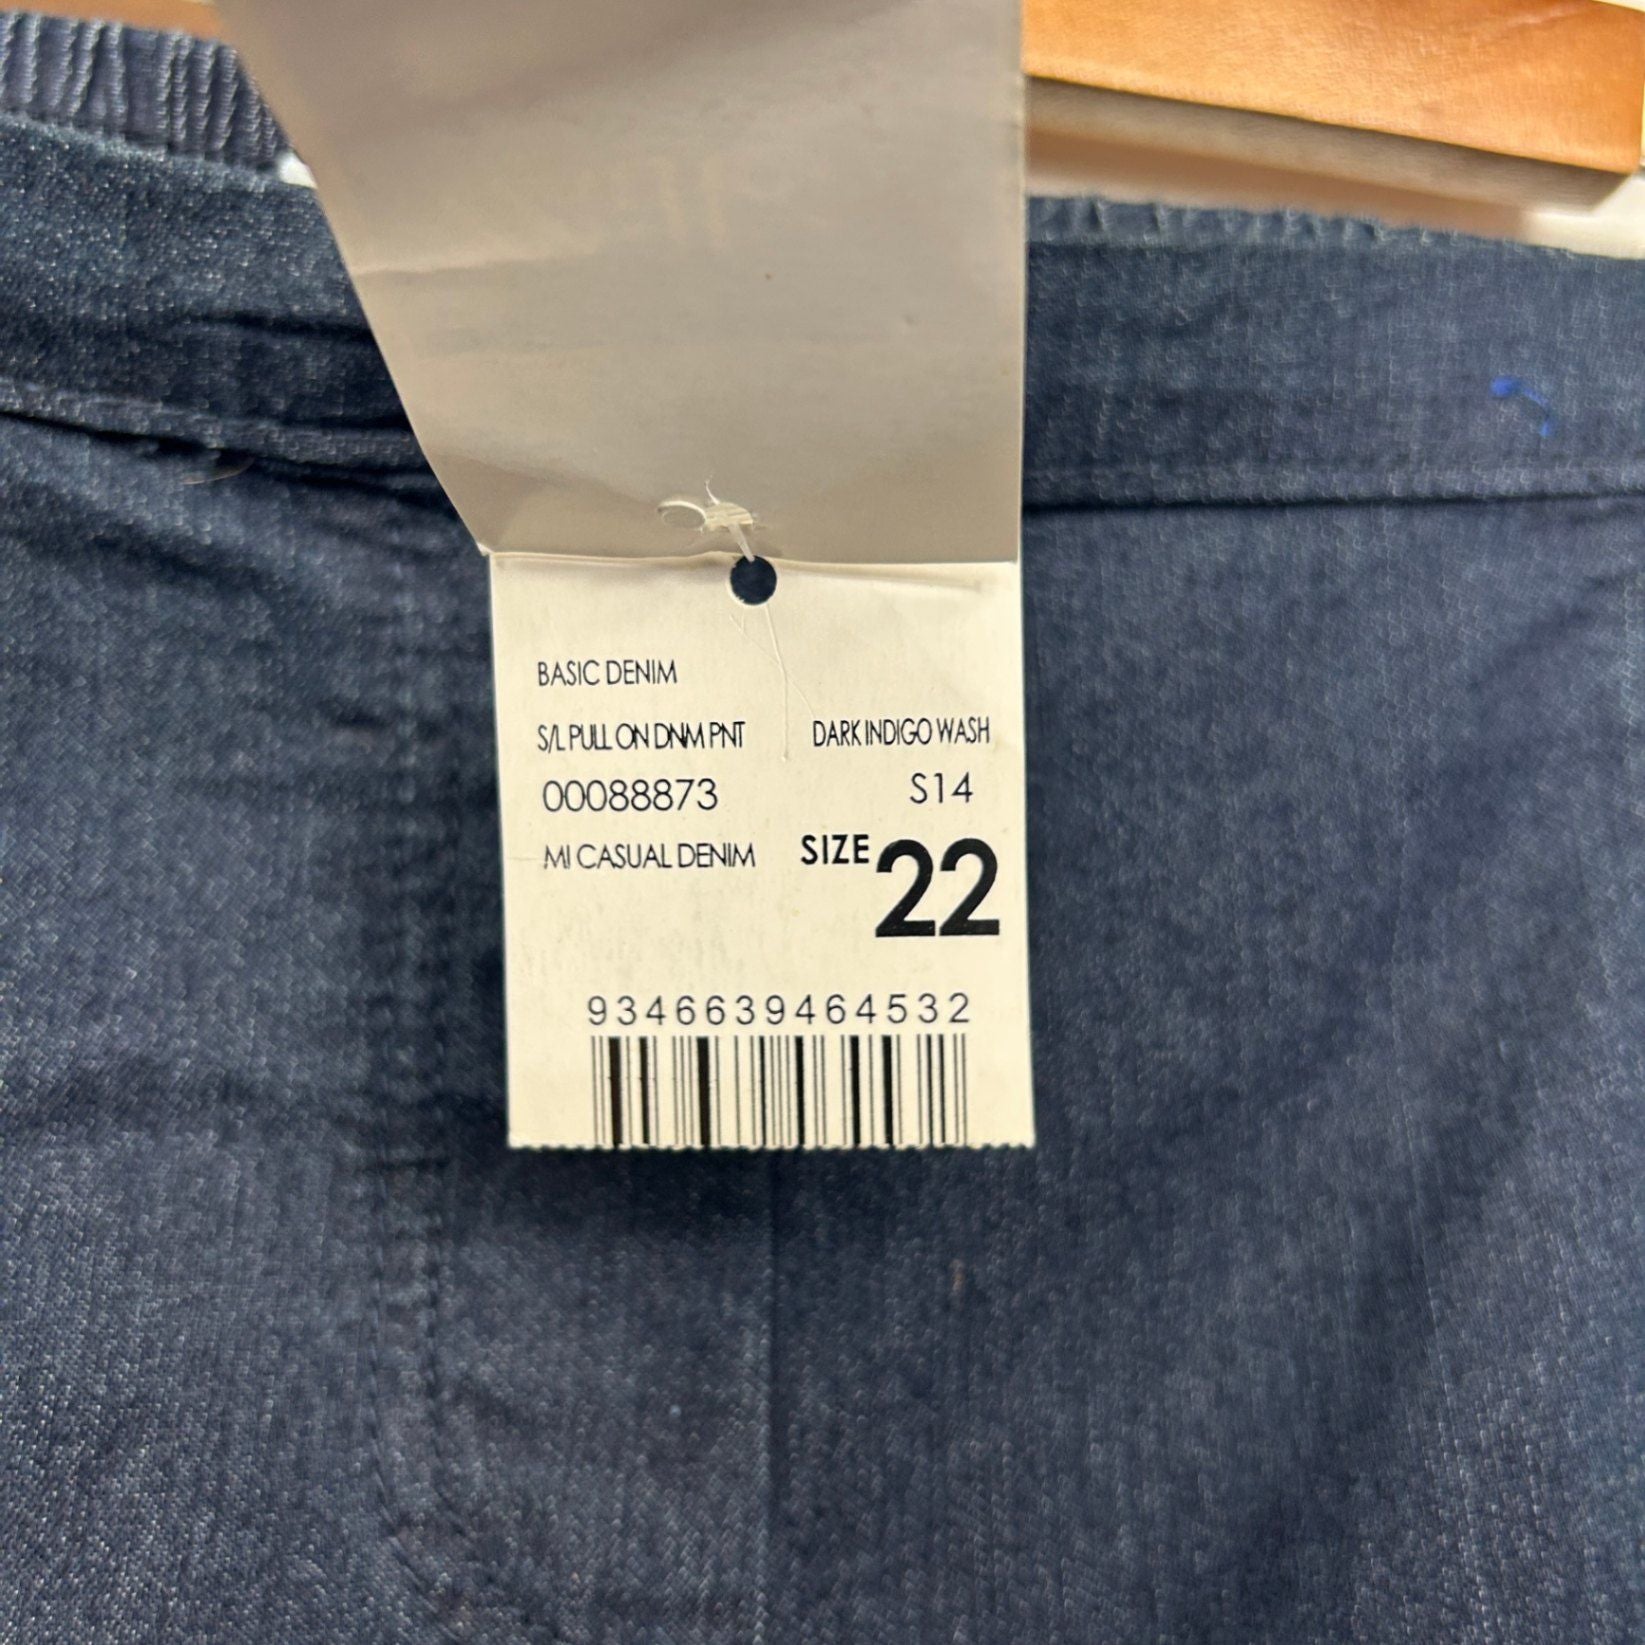 BASIC DENIM
S/L PULL ON DNM PNT DARK INDIGO WASH
00088873 S14
MI CASUAL DENIM SIZE 22
9346639464532